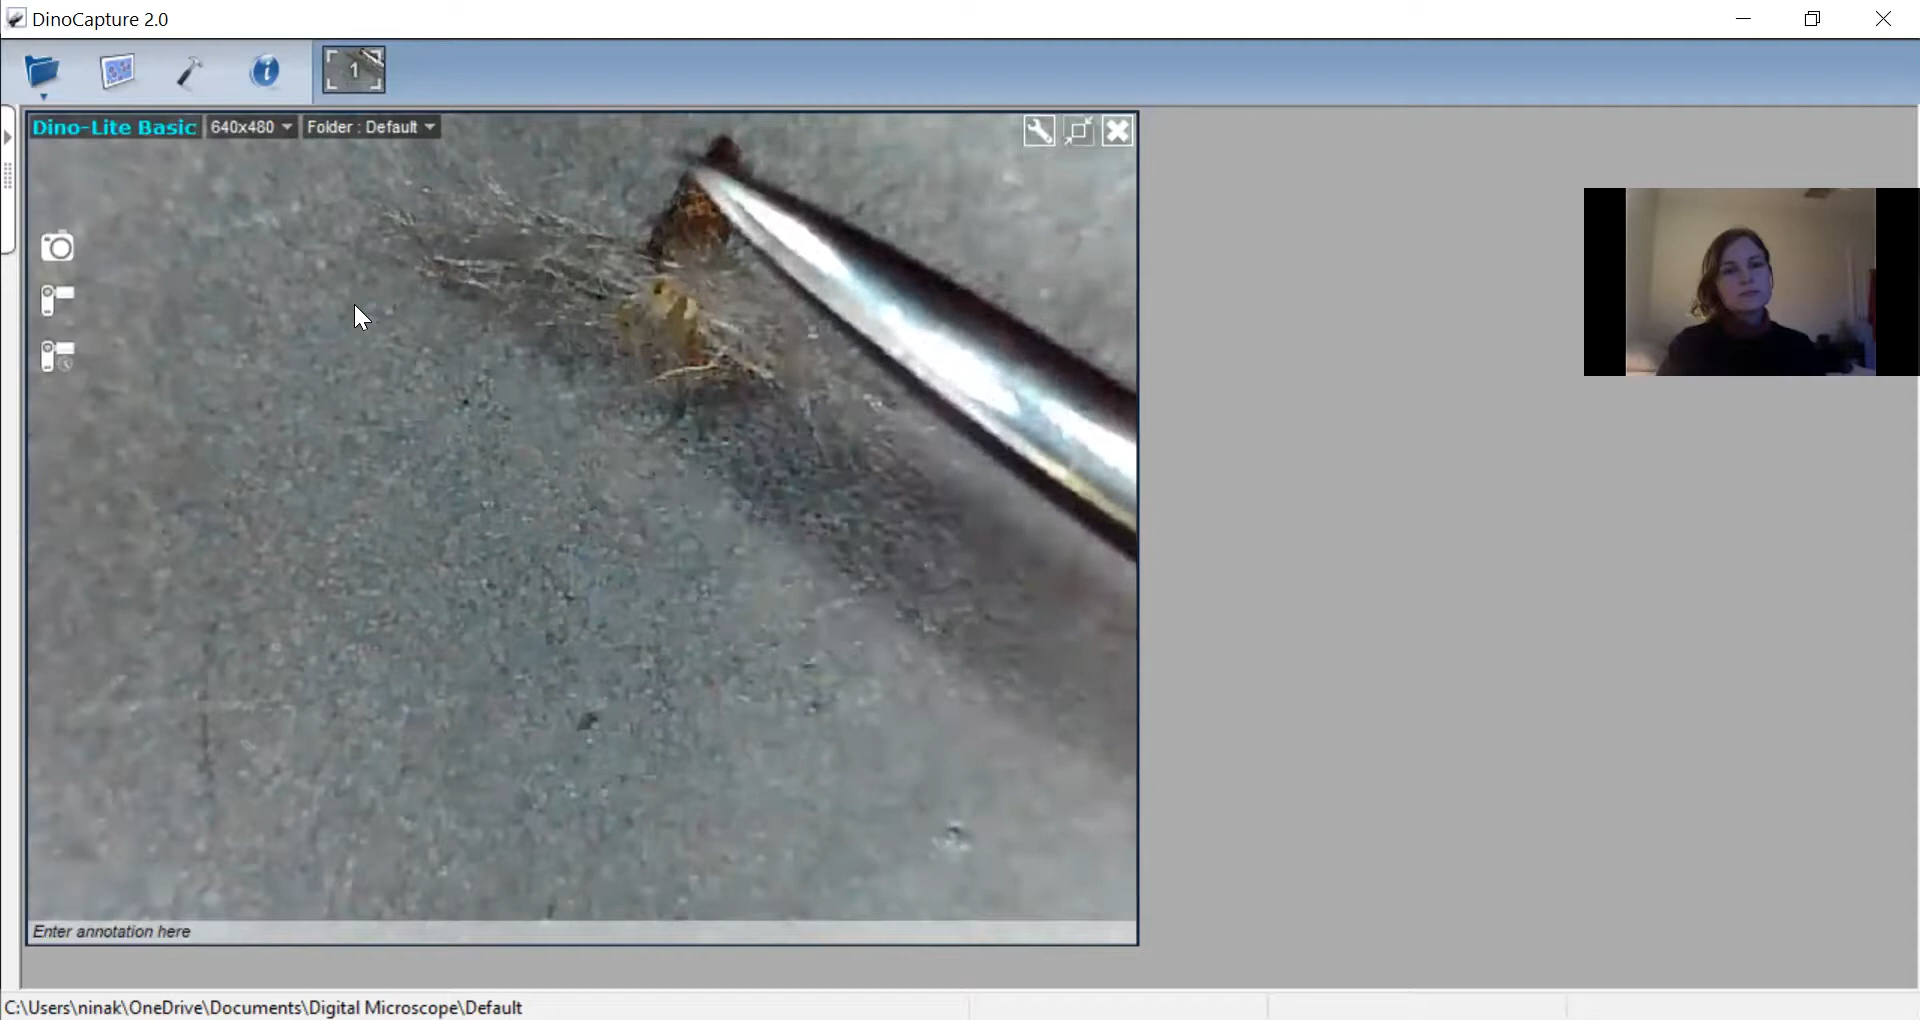 DinoCapture 2.0
1
Dino-Lite Basic 640x480 Folder : Default
Enter annotation here
C:\Users\ninak\OneDrive\Documents\Digital Microscope\Default